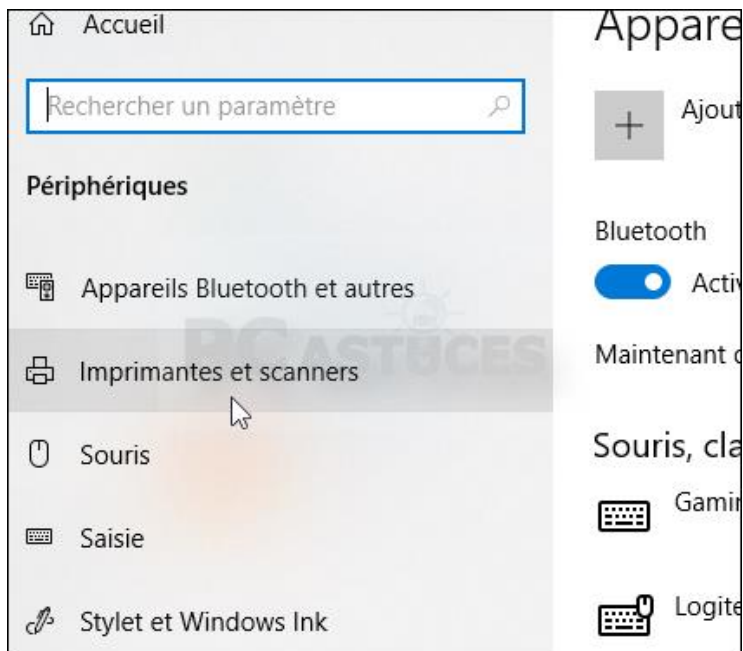 Accueil
Rechercher un paramètre
Périphériques
Appareils Bluetooth et autres
Imprimantes et scanners
Souris
Saisie
Stylet et Windows Ink
PC ASTUCES
Appare
Ajout
Bluetooth
Activ
Maintenant
Souris, cla
Gamin
Logite